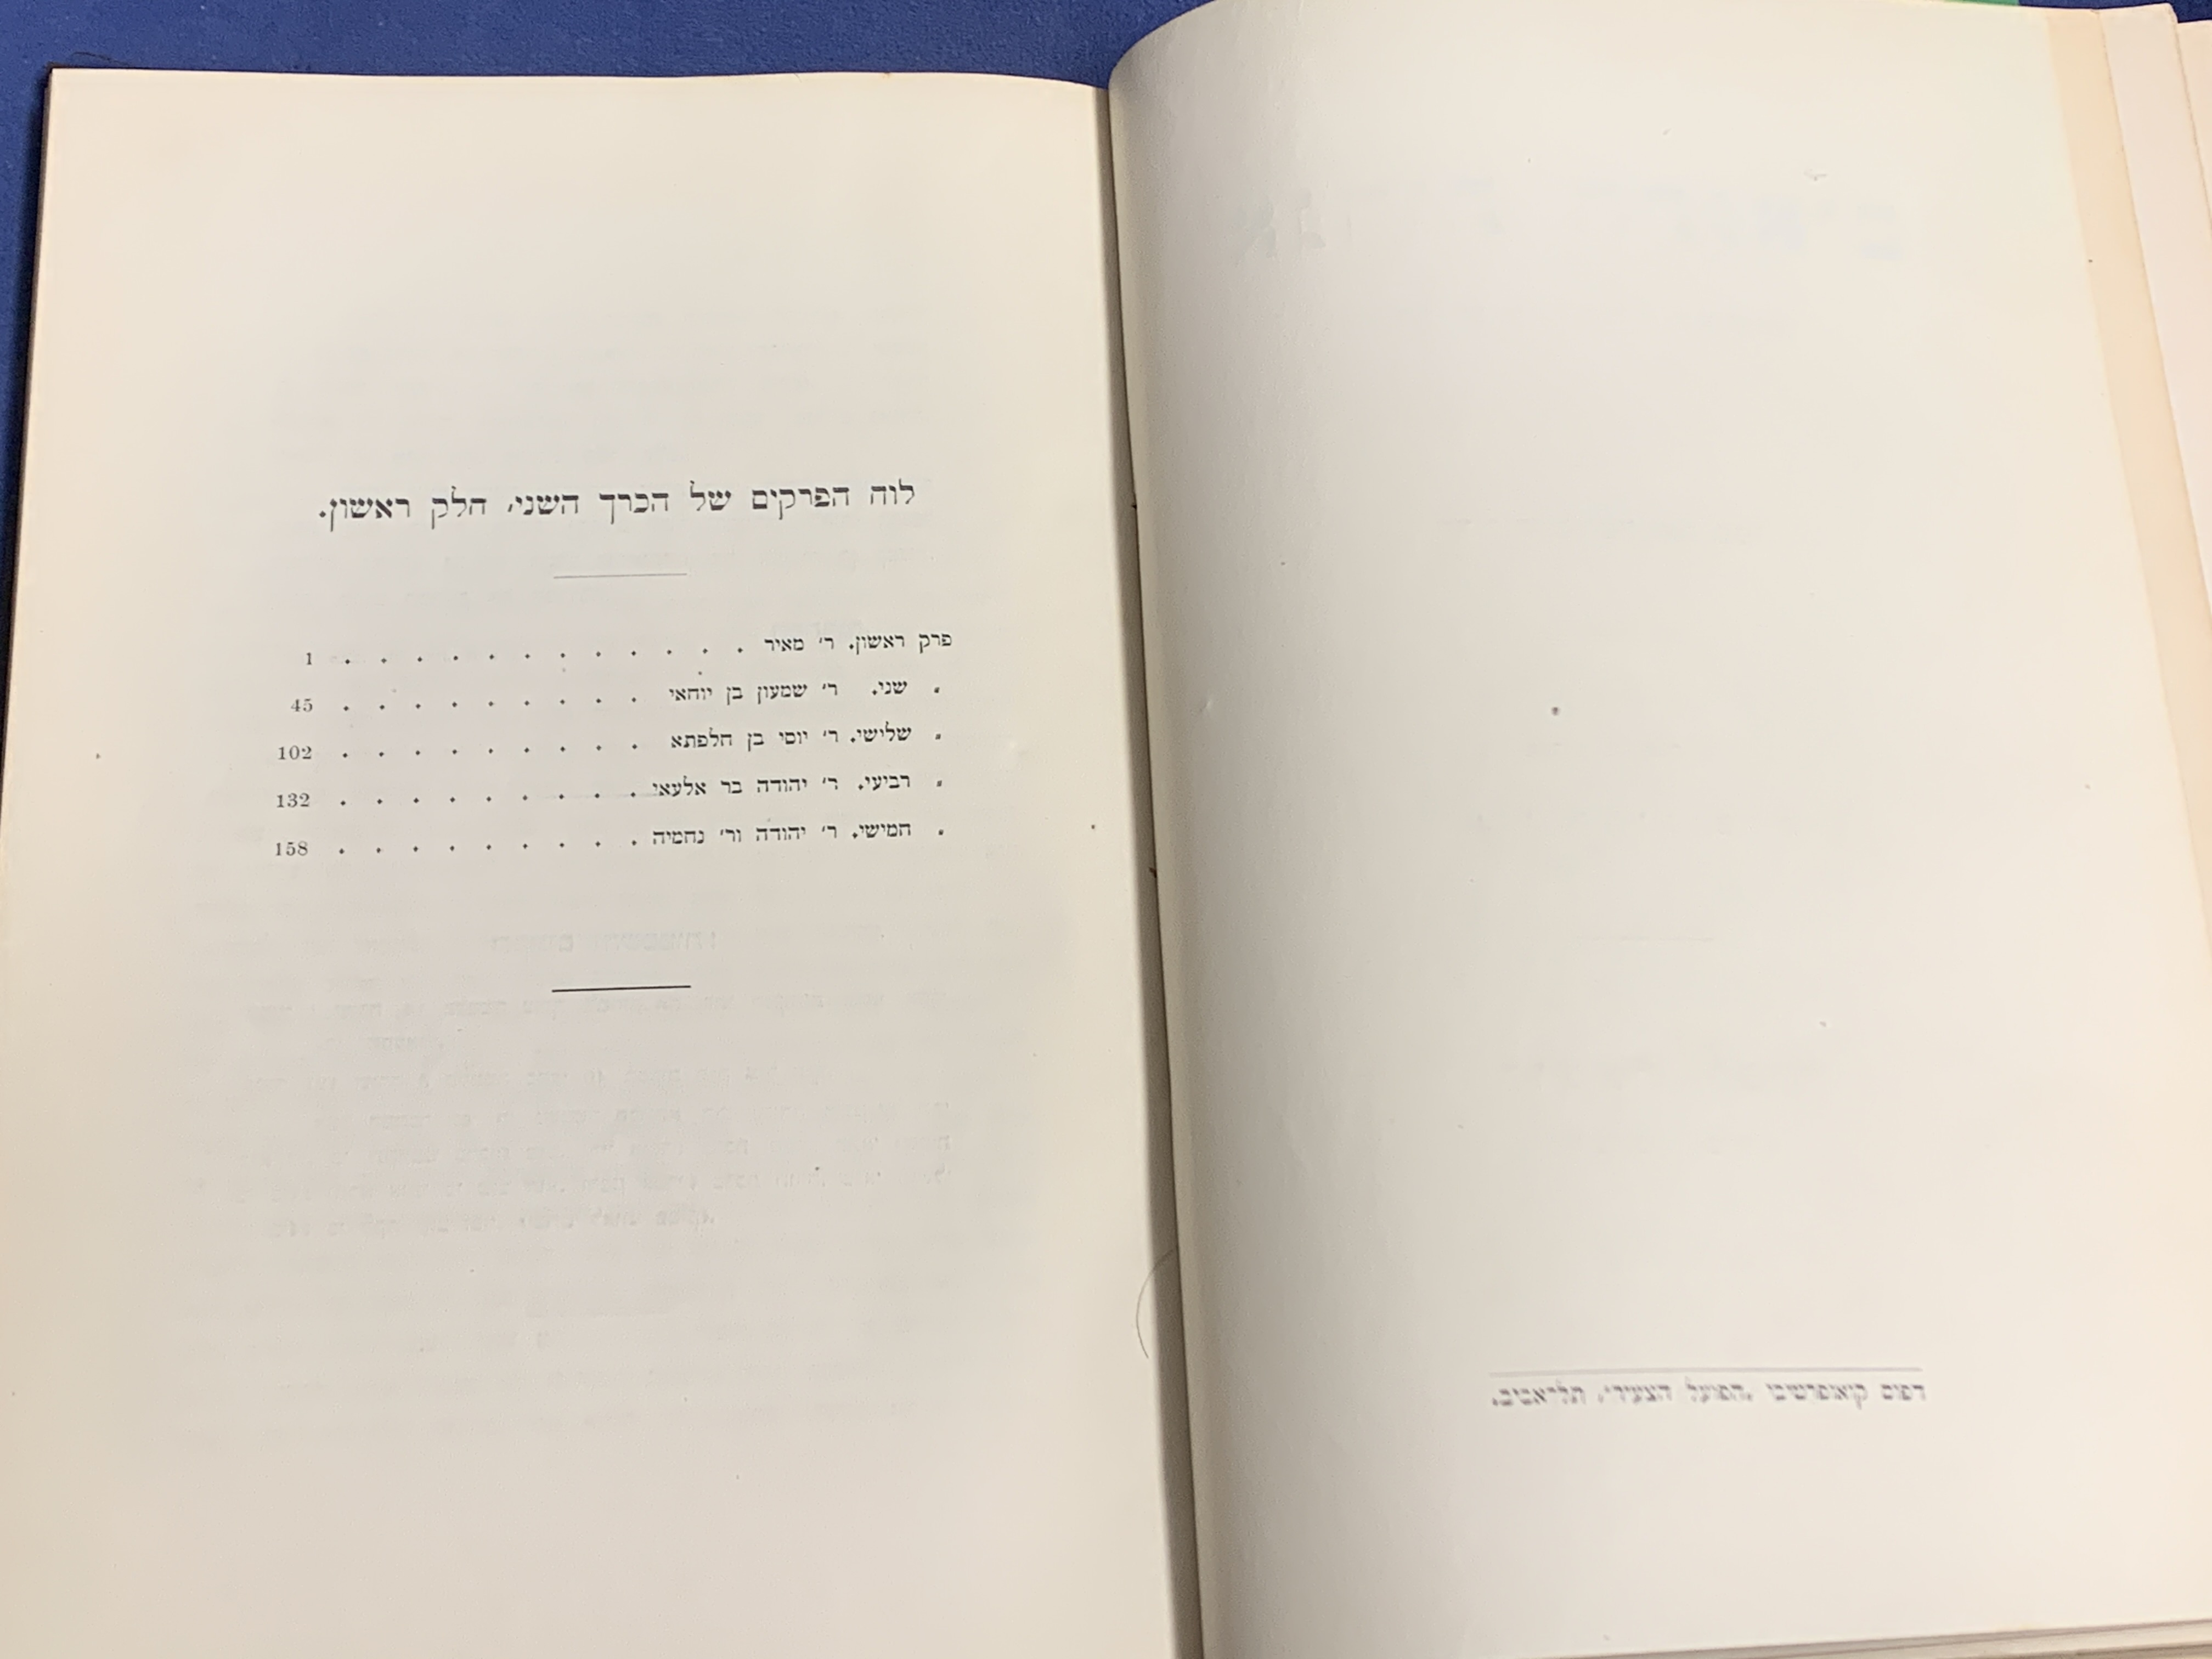 לוח הפרקים של הכרך השני, חלק ראשון.
פרק ראשון. ר׳ מאיר . . . . . . . . . . . . 1
„ שני. ר׳ שמעון בן יוחאי . . . . . . . . . 45
„ שלישי. ר׳ יוסי בן חלפתא . . . . . . . . . 102
„ רביעי. ר׳ יהודה בר אלעאי . . . . . . . . . 132
„ חמישי. ר׳ יהודה ור׳ נחמיה . . . . . . . . . 158
דפוס קואופרטיבי „הפועל הצעיר״, תל־אביב.